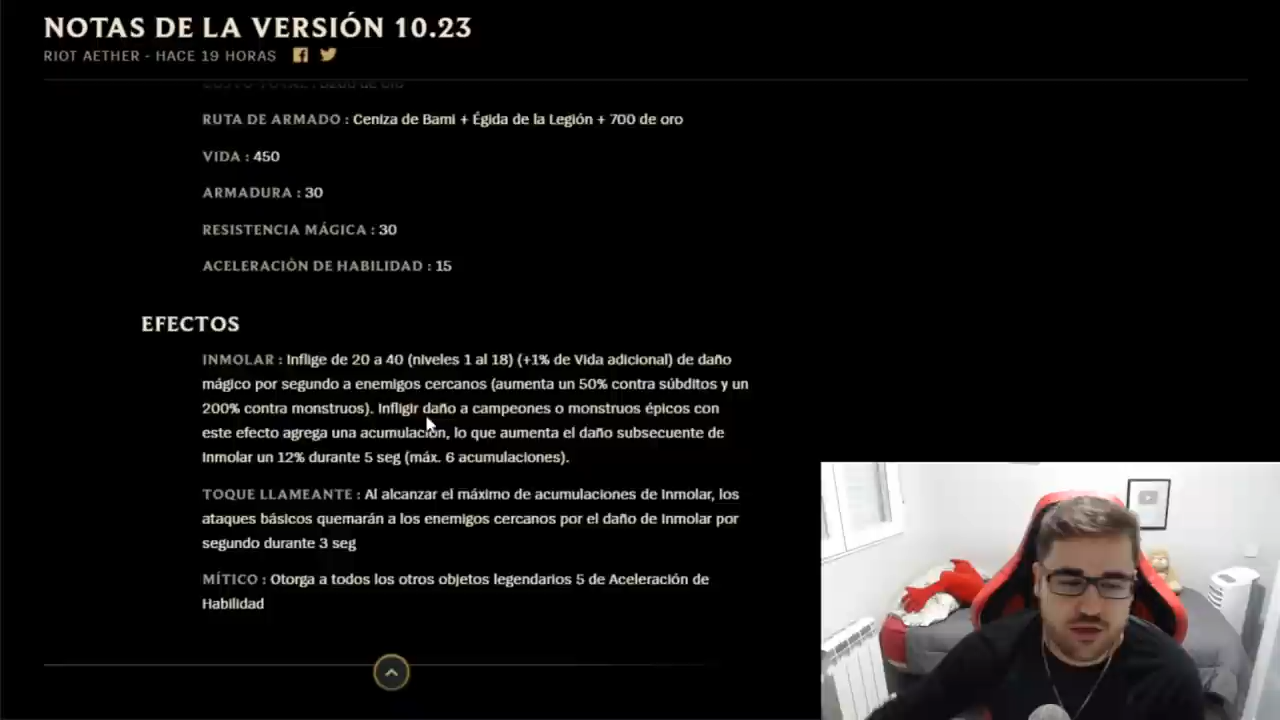 NOTAS DE LA VERSIÓN 10.23
RIOT AETHER - HACE 19 HORAS
RUTA DE ARMADO : Ceniza de Bami + Égida de la Legión + 700 de oro
VIDA : 450
ARMADURA : 30
RESISTENCIA MÁGICA : 30
ACELERACIÓN DE HABILIDAD : 15
EFECTOS
INMOLAR : Inflige de 20 a 40 (niveles 1 al 18) (+1% de Vida adicional) de daño
mágico por segundo a enemigos cercanos (aumenta un 50% contra súbditos y un
200% contra monstruos). Infligir daño a campeones o monstruos épicos con
este efecto agrega una acumulación, lo que aumenta el daño subsecuente de
Inmolar un 12% durante 5 seg (máx. 6 acumulaciones).
TOQUE LLAMEANTE : Al alcanzar el máximo de acumulaciones de Inmolar, los
ataques básicos quemarán a los enemigos cercanos por el daño de Inmolar por
segundo durante 3 seg
MÍTICO : Otorga a todos los otros objetos legendarios 5 de Aceleración de
Habilidad